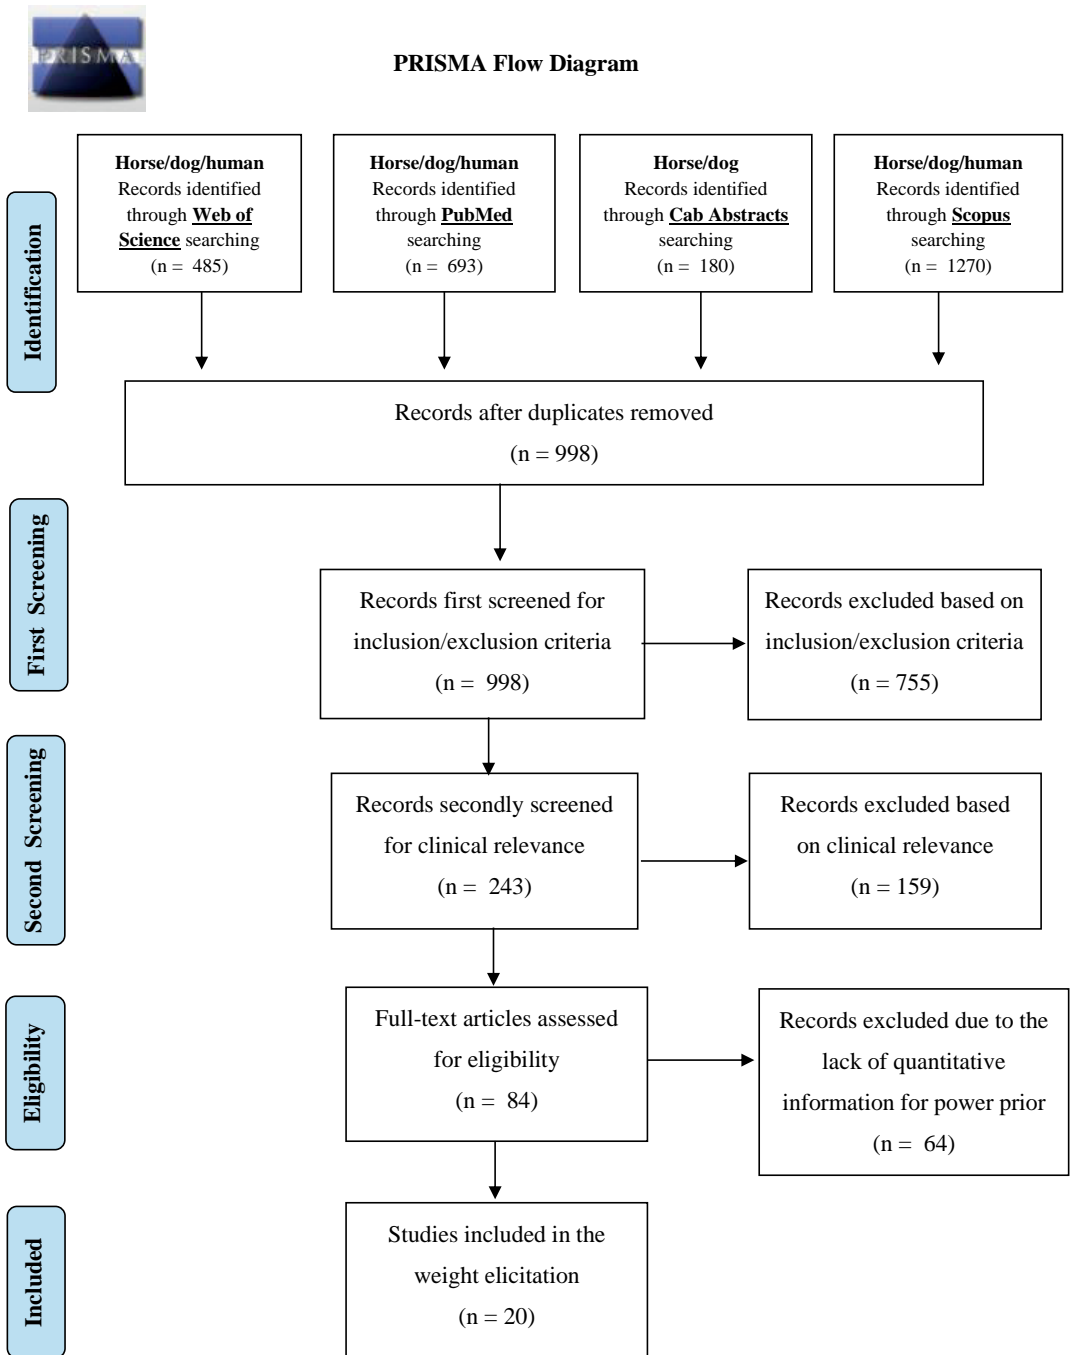 PRISMA
PRISMA Flow Diagram
Horse/dog/human
Records identified
through Web of
Science searching
(n = 485)
Horse/dog/human
Records identified
through PubMed
searching
(n = 693)
Horse/dog
Records identified
through Cab Abstracts
searching
(n = 180)
Horse/dog/human
Records identified
through Scopus
searching
(n = 1270)
Identification
Records after duplicates removed
(n = 998)
First Screening
Records first screened for
inclusion/exclusion criteria
(n = 998)
Records excluded based on
inclusion/exclusion criteria
(n = 755)
Second Screening
Records secondly screened
for clinical relevance
(n = 243)
Records excluded based
on clinical relevance
(n = 159)
Eligibility
Full-text articles assessed
for eligibility
(n = 84)
Records excluded due to the
lack of quantitative
information for power prior
(n = 64)
Included
Studies included in the
weight elicitation
(n = 20)